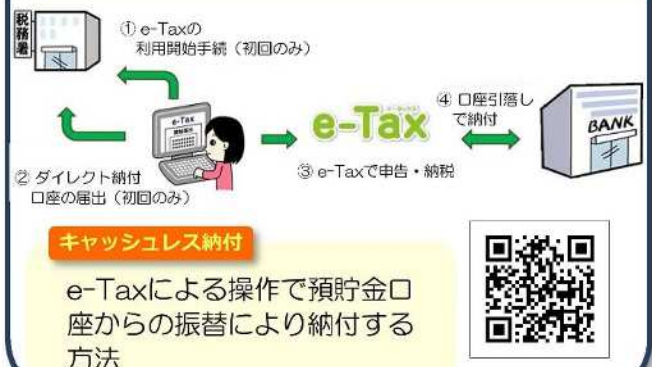 税務署
① e-Taxの
利用開始手続（初回のみ）
② ダイレクト納付
口座の届出（初回のみ）
e-Tax
e-Tax
③ e-Taxで申告・納税
④ 口座引落し
で納付
BANK
キャッシュレス納付
e-Taxによる操作で預貯金口
座からの振替により納付する
方法